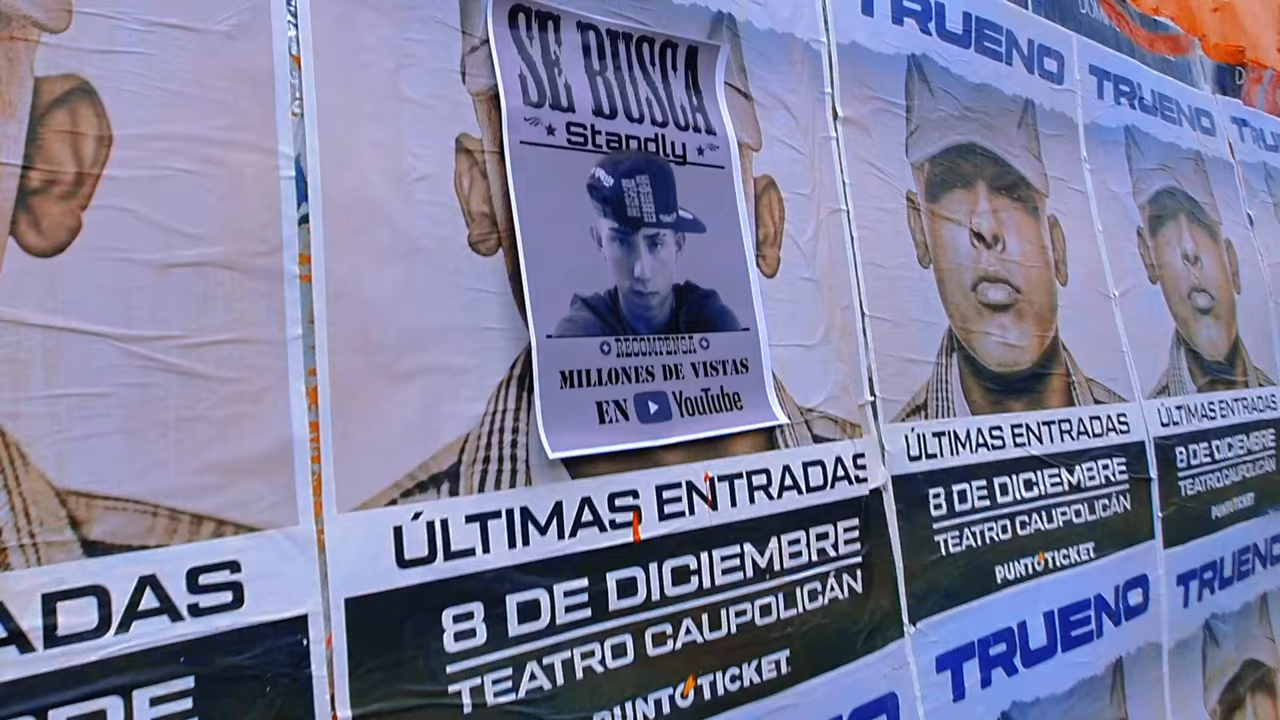 SE BUSCA
Standly
RECOMPENSA
MILLONES DE VISTAS
EN YouTube
ÚLTIMAS ENTRADAS
8 DE DICIEMBRE
TEATRO CAUPOLICÁN
PUNTOTICKET
ADAS
DE
TRUENO
ÚLTIMAS ENTRADAS
8 DE DICIEMBRE
TEATRO CAUPOLICÁN
PUNTOTICKET
TRUENO
TRUENO
ÚLTIMAS ENTRADAS
8 DE DICIEMBRE
TEATRO CAUPOLICÁN
PUNTOTICKET
TRUENO
TRU